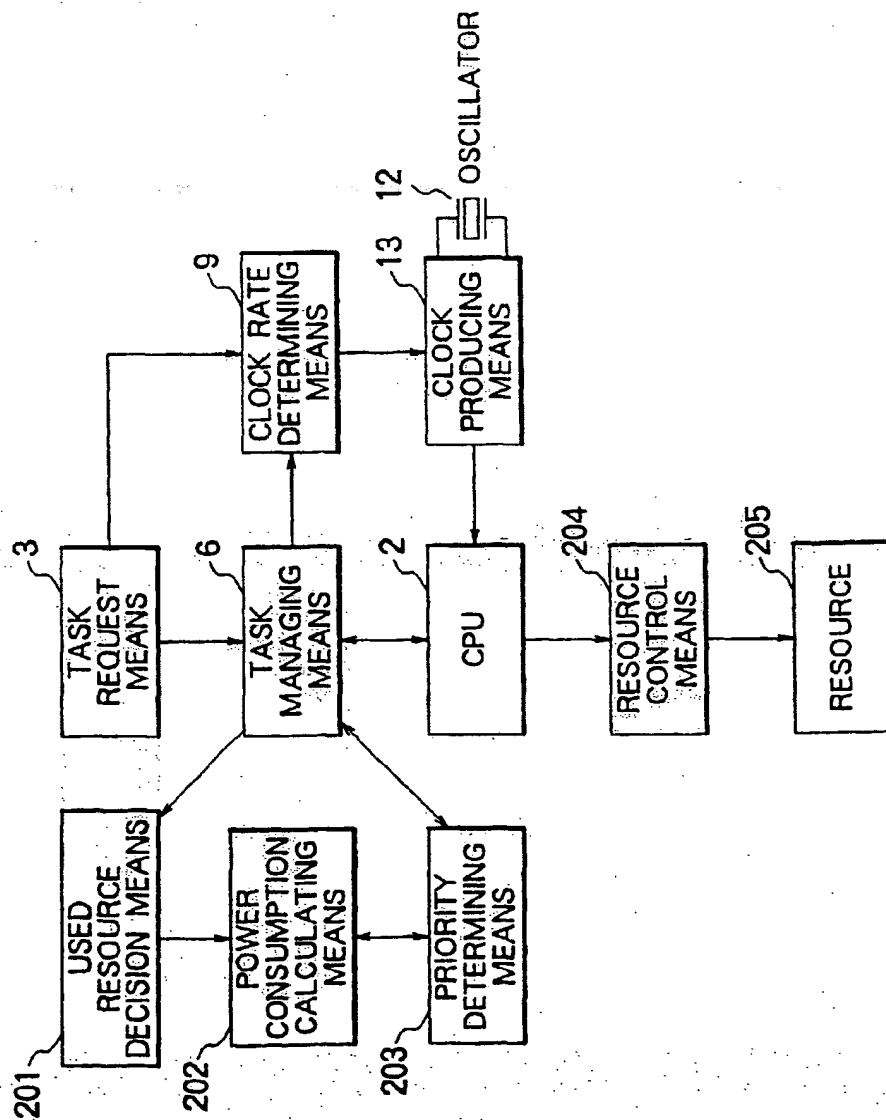 201
USED
RESOURCE
DECISION MEANS
3
TASK
REQUEST
MEANS
202
POWER
CONSUMPTION
CALCULATING
MEANS
6
TASK
MANAGING
MEANS
9
CLOCK RATE
DETERMINING
MEANS
203
PRIORITY
DETERMINING
MEANS
2
CPU
13
CLOCK
PRODUCING
MEANS
12
OSCILLATOR
204
RESOURCE
CONTROL
MEANS
205
RESOURCE